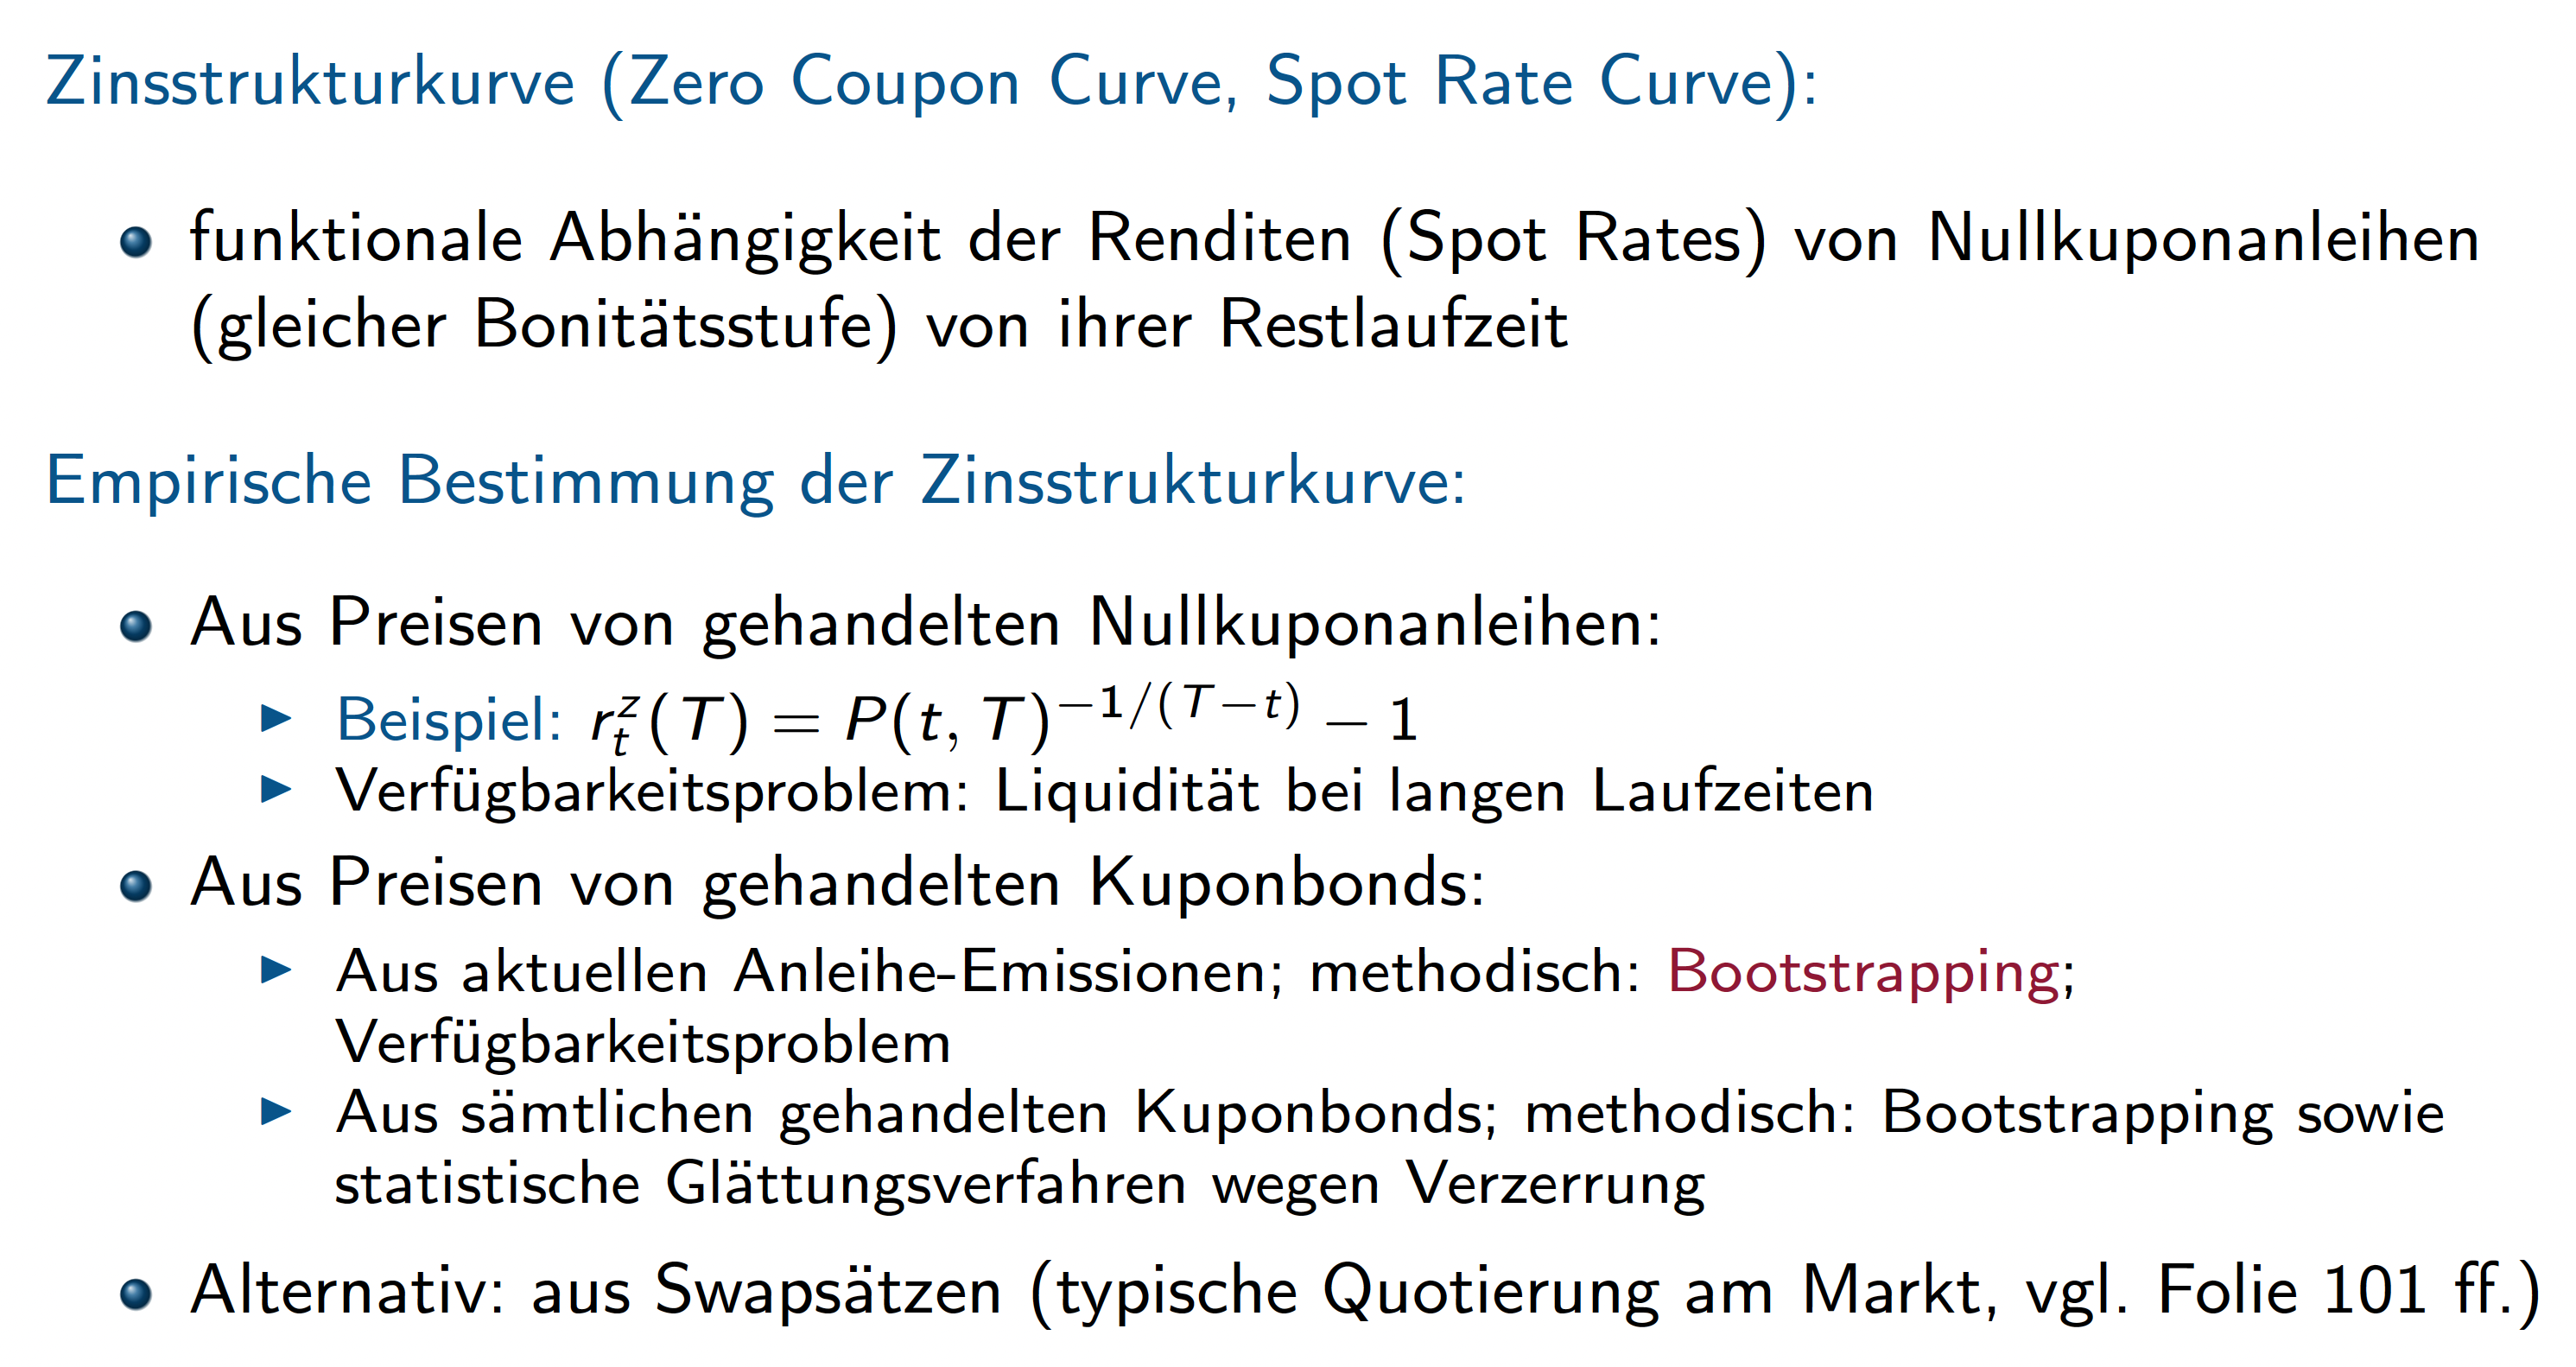 Zinsstrukturkurve (Zero Coupon Curve, Spot Rate Curve):
funktionale Abhängigkeit der Renditen (Spot Rates) von Nullkuponanleihen
(gleicher Bonitätsstufe) von ihrer Restlaufzeit
Empirische Bestimmung der Zinsstrukturkurve:
Aus Preisen von gehandelten Nullkuponanleihen:
Beispiel: $r_t^z(T) = P(t, T)^{-1/(T-t)} - 1$
Verfügbarkeitsproblem: Liquidität bei langen Laufzeiten
Aus Preisen von gehandelten Kuponbonds:
Aus aktuellen Anleihe-Emissionen; methodisch: Bootstrapping;
Verfügbarkeitsproblem
Aus sämtlichen gehandelten Kuponbonds; methodisch: Bootstrapping sowie
statistische Glättungsverfahren wegen Verzerrung
Alternativ: aus Swapsätzen (typische Quotierung am Markt, vgl. Folie 101 ff.)